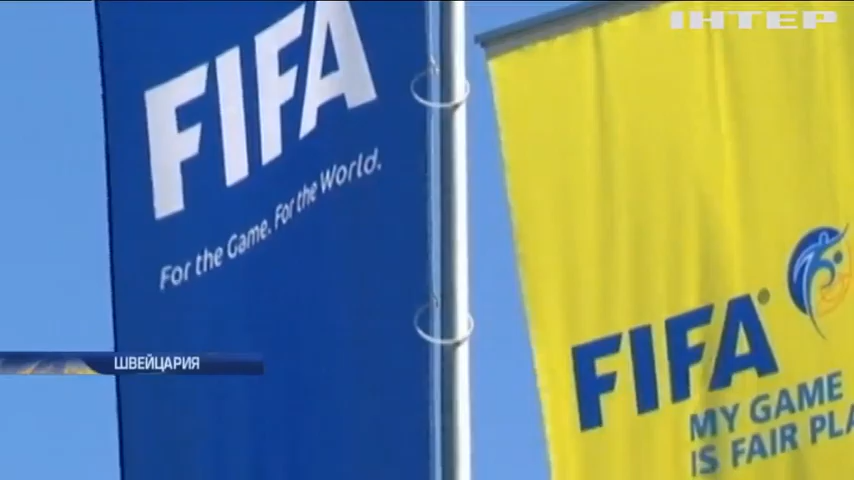 ІНТЕР
FIFA
For the Game. For the World.
ШВЕЙЦАРИЯ
FIFA
MY GAME
IS FAIR PLA